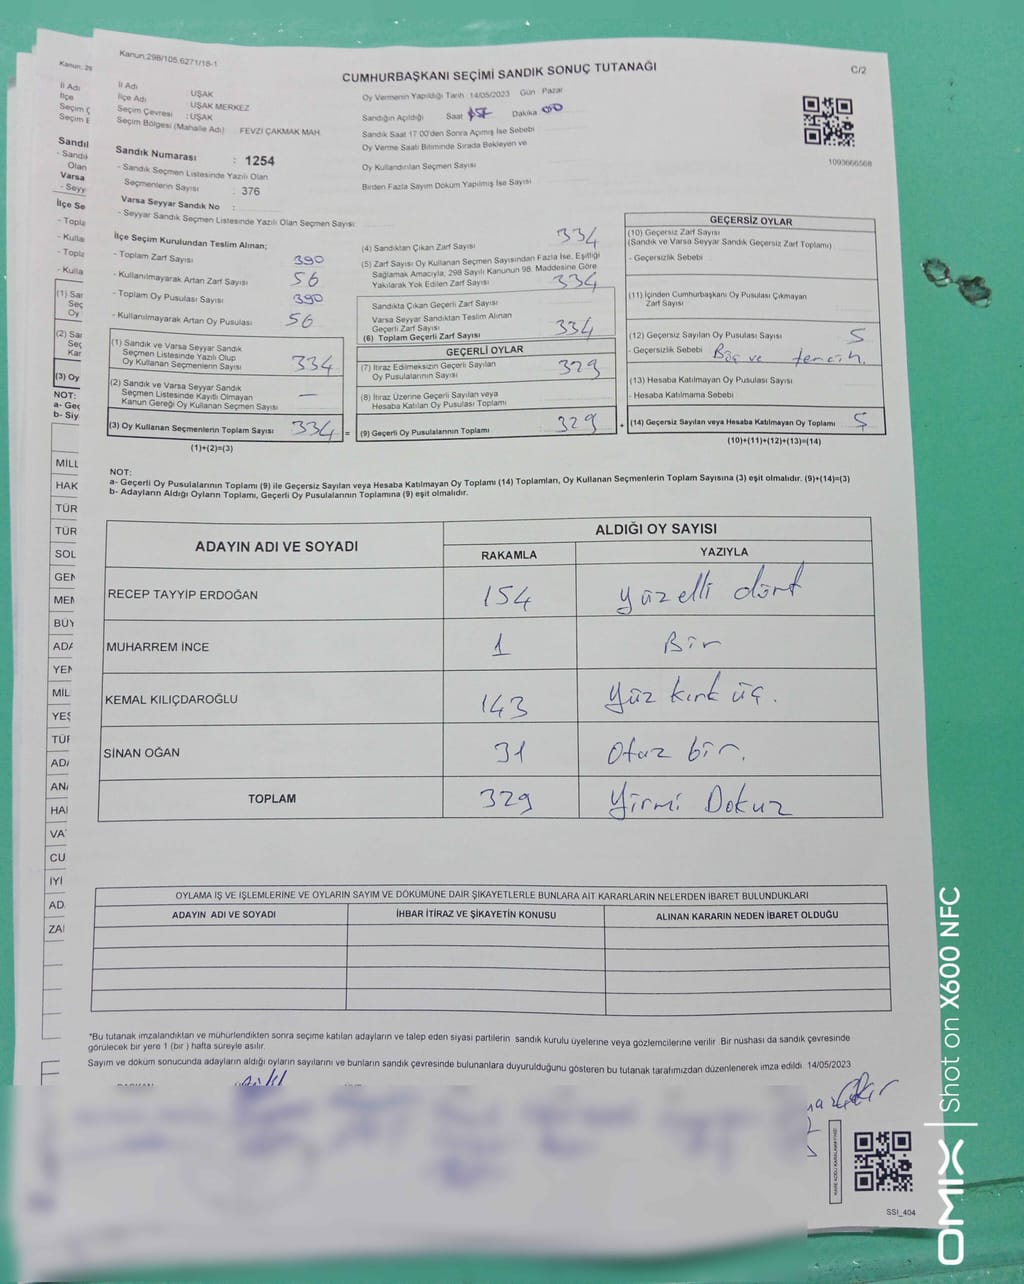 Kanun;298/105,6271/18-1
C/2
CUMHURBAŞKANI SEÇİMİ SANDIK SONUÇ TUTANAĞI
İl Adı : UŞAK
İlçe Adı UŞAK MERKEZ
Seçim Çevresi : UŞAK
Seçim Bölgesi (Mahalle Adı) : FEVZİ ÇAKMAK MAH.
Sandık Numarası : 1254
- Sandık Seçmen Listesinde Yazılı Olan
Seçmenlerin Sayısı : 376
Varsa Seyyar Sandık No :
- Seyyar Sandık Seçmen Listesinde Yazılı Olan Seçmen Sayısı
Oy Vermenin Yapıldığı Tarih 14/05/2023 Gün Pazar
Sandığın Açıldığı Saat Dakika 00
Sandık Saat 17:00'den Sonra Açımış İse Sebebi
Oy Verme Saati Bitiminde Sırada Bekleyen ve
Oy Kullandırılan Seçmen Sayısı
Birden Fazla Sayım Döküm Yapılmış İse Sayısı
1093666568
İlçe Seçim Kurulundan Teslim Alınan;
- Toplam Zarf Sayısı 390
- Kullanılmayarak Artan Zarf Sayısı 56
- Toplam Oy Pusulası Sayısı 390
- Kullanılmayarak Artan Oy Pusulası 56
(1) Sandık ve Varsa Seyyar Sandık
Seçmen Listesinde Yazılı Olup
Oy Kullanan Seçmenlerin Sayısı 334
(2) Sandık ve Varsa Seyyar Sandık
Seçmen Listesinde Kayıtlı Olmayan
Kanun Gereği Oy Kullanan Seçmen Sayısı —
(3) Oy Kullanan Seçmenlerin Toplam Sayısı 334 =
(1)+(2)=(3)
(4) Sandıktan Çıkan Zarf Sayısı 334
(5) Zarf Sayısı Oy Kullanan Seçmen Sayısından Fazla İse, Eşitliği
Sağlamak Amacıyla, 298 Sayılı Kanunun 98. Maddesine Göre
Yakılarak Yok Edilen Zarf Sayısı 334
Sandıkta Çıkan Geçerli Zarf Sayısı
Varsa Seyyar Sandıktan Teslim Alınan
Geçerli Zarf Sayısı
(6) Toplam Geçerli Zarf Sayısı 334
GEÇERLİ OYLAR
(7) İtiraz Edilmeksizin Geçerli Sayılan
Oy Pusulalarının Sayısı 329
(8) İtiraz Üzerine Geçerli Sayılan veya
Hesaba Katılan Oy Pusulası Toplamı
(9) Geçerli Oy Pusulalarının Toplamı 329 +
GEÇERSİZ OYLAR
(10) Geçersiz Zarf Sayısı
(Sandık ve Varsa Seyyar Sandık Geçersiz Zarf Toplamı)
- Geçersizlik Sebebi
(11) İçinden Cumhurbaşkanı Oy Pusulası Çıkmayan
Zarf Sayısı
(12) Geçersiz Sayılan Oy Pusulası Sayısı 5
- Geçersizlik Sebebi ve
(13) Hesaba Katılmayan Oy Pusulası Sayısı
- Hesaba Katılmama Sebebi
(14) Geçersiz Sayılan veya Hesaba Katılmayan Oy Toplamı 5
(10)+(11)+(12)+(13)=(14)
NOT:
a- Geçerli Oy Pusulalarının Toplamı (9) ile Geçersiz Sayılan veya Hesaba Katılmayan Oy Toplamı (14) Toplamları, Oy Kullanan Seçmenlerin Toplam Sayısına (3) eşit olmalıdır. (9)+(14)=(3)
b- Adayların Aldığı Oyların Toplamı, Geçerli Oy Pusulalarının Toplamına (9) eşit olmalıdır.
ADAYIN ADI VE SOYADI
ALDIĞI OY SAYISI
RAKAMLA YAZIYLA
RECEP TAYYİP ERDOĞAN 154 yüzelli dört
MUHARREM İNCE 1 Bir
KEMAL KILIÇDAROĞLU 143 Yüz kırk üç.
SİNAN OĞAN 31 Otuz bir.
TOPLAM 329 Yirmi Dokuz
OYLAMA İŞ VE İŞLEMLERİNE VE OYLARIN SAYIM VE DÖKÜMÜNE DAİR ŞİKAYETLERLE BUNLARA AİT KARARLARIN NELERDEN İBARET BULUNDUKLARI
ADAYIN ADI VE SOYADI İHBAR İTİRAZ VE ŞİKAYETİN KONUSU ALINAN KARARIN NEDEN İBARET OLDUĞU
*Bu tutanak imzalandıktan ve mühürlendikten sonra seçime katılan adayların ve talep eden siyasi partilerin sandık kurulu üyelerine veya gözlemcilerine verilir. Bir nushası da sandık çevresinde
görülecek bir yere 1 (bir ) hafta süreyle asılır.
Sayım ve döküm sonucunda adayların aldığı oyların sayılarını ve bunların sandık çevresinde bulunanlara duyurulduğunu gösteren bu tutanak tarafımızdan düzenlenerek imza edildi. 14/05/2023
SSI_404
OMIX | Shot on X600 NFC